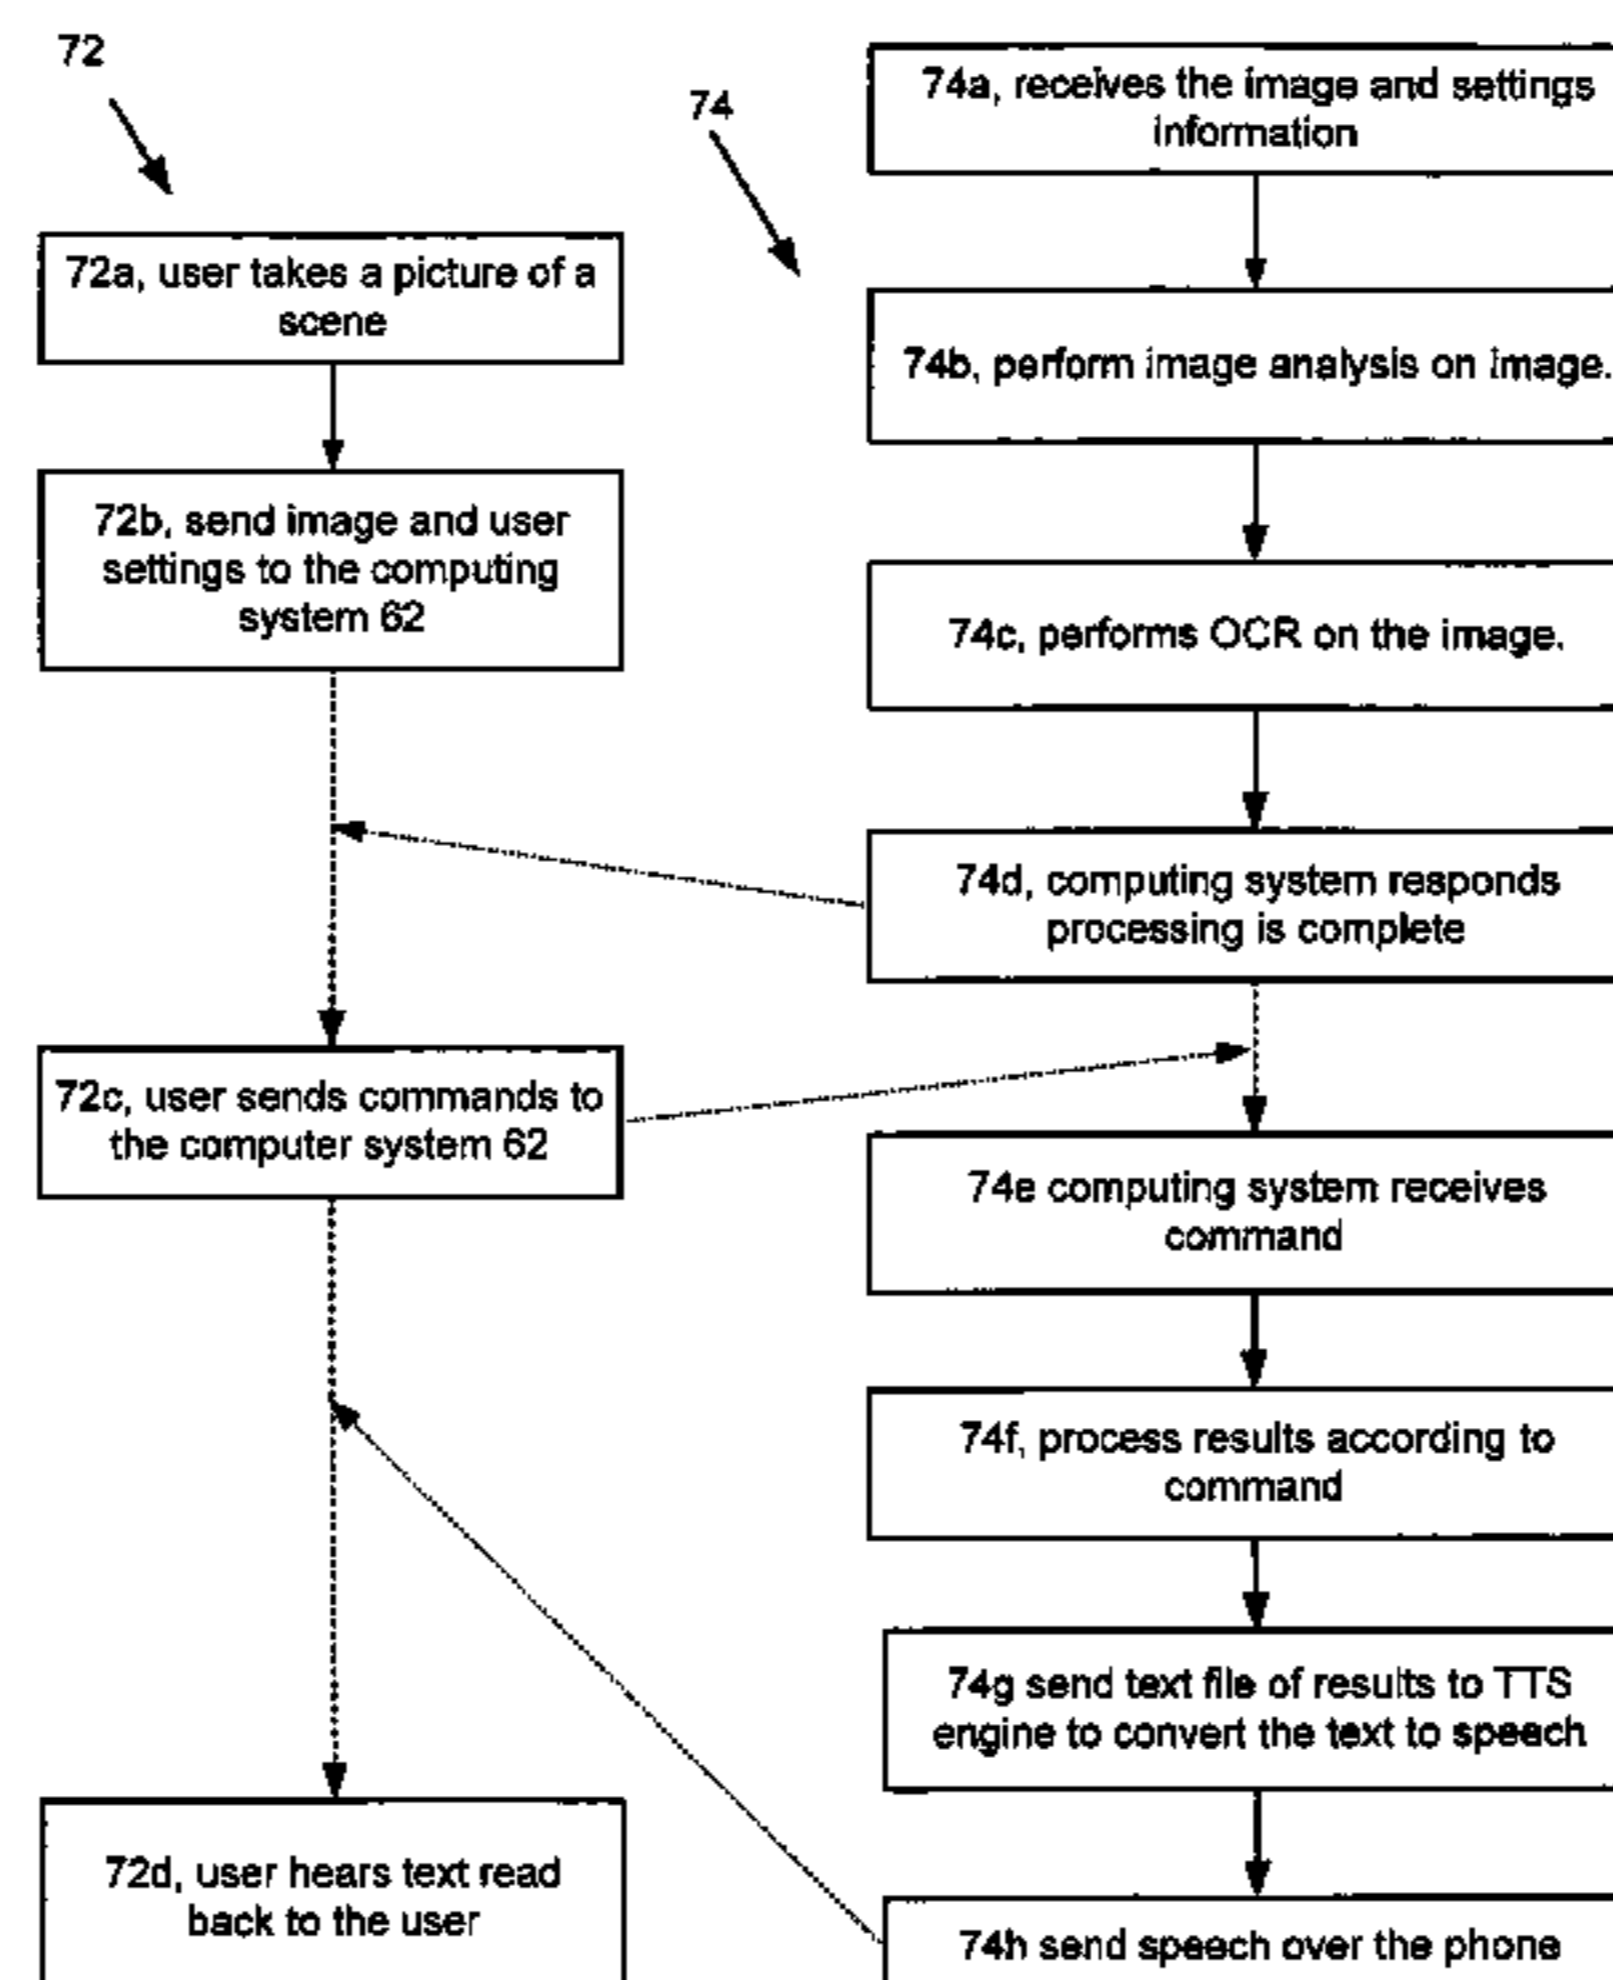 72
72a, user takes a picture of a
scene
72b, send image and user
settings to the computing
system 62
72c, user sends commands to
the computer system 62
72d, user hears text read
back to the user
74
74a, receives the image and settings
information
74b, perform image analysis on image.
74c, performs OCR on the image.
74d, computing system responds
processing is complete
74e computing system receives
command
74f, process results according to
command
74g send text file of results to TTS
engine to convert the text to speech
74h send speech over the phone